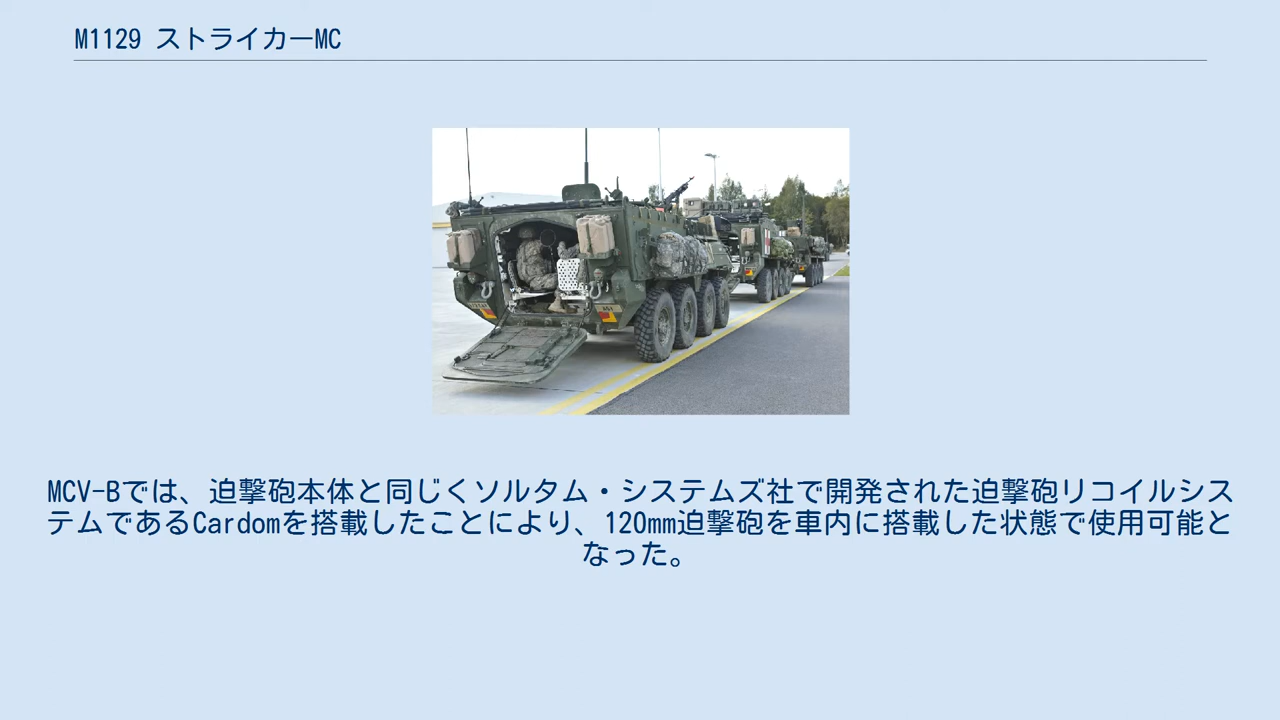 M1129 ストライカーMC
MCV-Bでは、迫撃砲本体と同じくソルタム・システムズ社で開発された迫撃砲リコイルシス
テムであるCardomを搭載したことにより、120mm迫撃砲を車内に搭載した状態で使用可能と
なった。